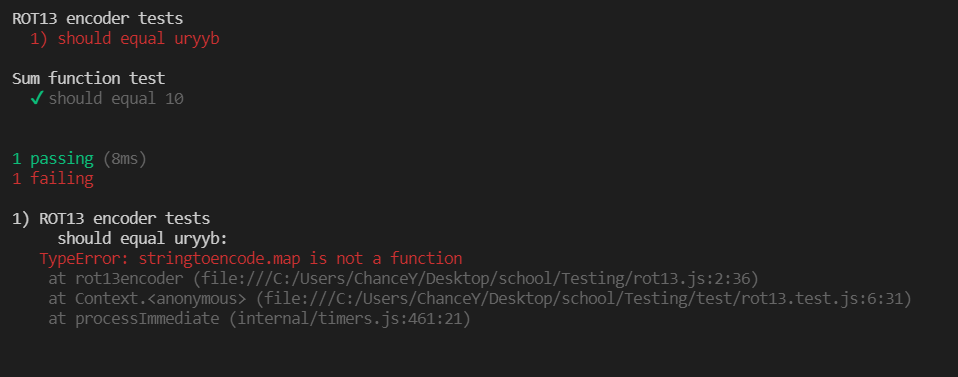 ROT13 encoder tests
1) should equal uryyb
Sum function test
✓ should equal 10
1 passing (8ms)
1 failing
1) ROT13 encoder tests
should equal uryyb:
TypeError: stringtoencode.map is not a function
at rot13encoder (file:///C:/Users/ChanceY/Desktop/school/Testing/rot13.js:2:36)
at Context.<anonymous> (file:///C:/Users/ChanceY/Desktop/school/Testing/test/rot13.test.js:6:31)
at processImmediate (internal/timers.js:461:21)